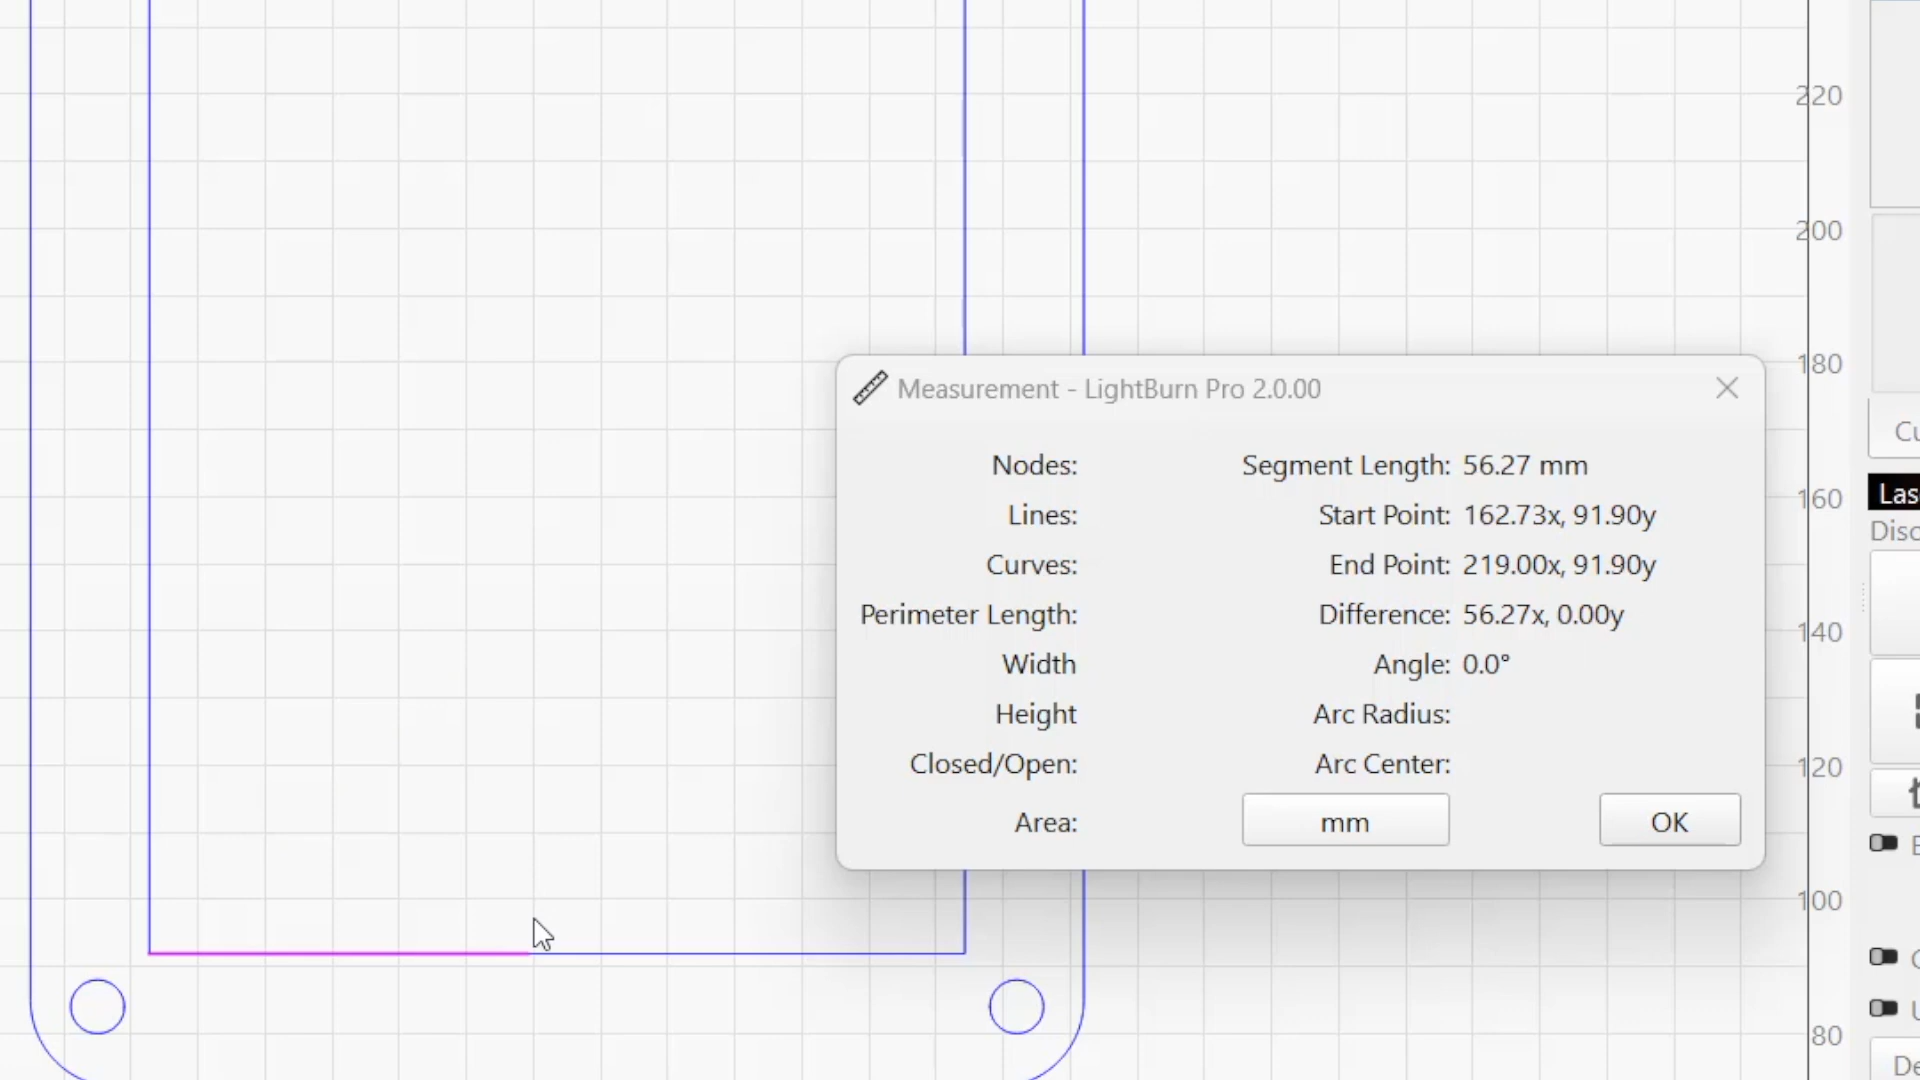 220
200
180
Measurement - LightBurn Pro 2.0.00
Cu
Nodes:
Segment Length: 56.27 mm
160
Las
Lines:
Start Point: 162.73x, 91.90y
Disc
Curves:
End Point: 219.00x, 91.90y
Perimeter Length:
Difference: 56.27x, 0.00y
140
Width
Angle: 0.0°
Height
Arc Radius:
Closed/Open:
Arc Center:
120
Area:
mm
OK
100
80
De